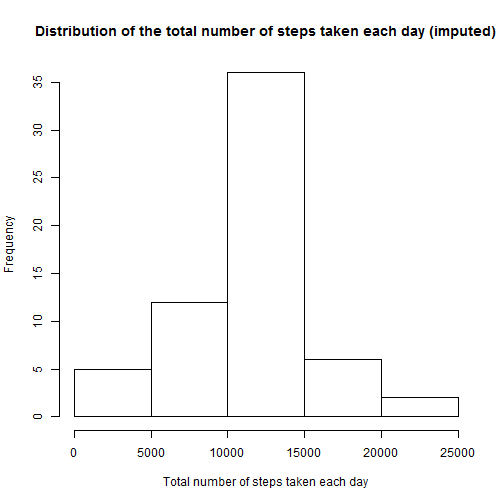 Distribution of the total number of steps taken each day (imputed)
Frequency
35
30
25
20
15
10
5
0
0 5000 10000 15000 20000 25000
Total number of steps taken each day